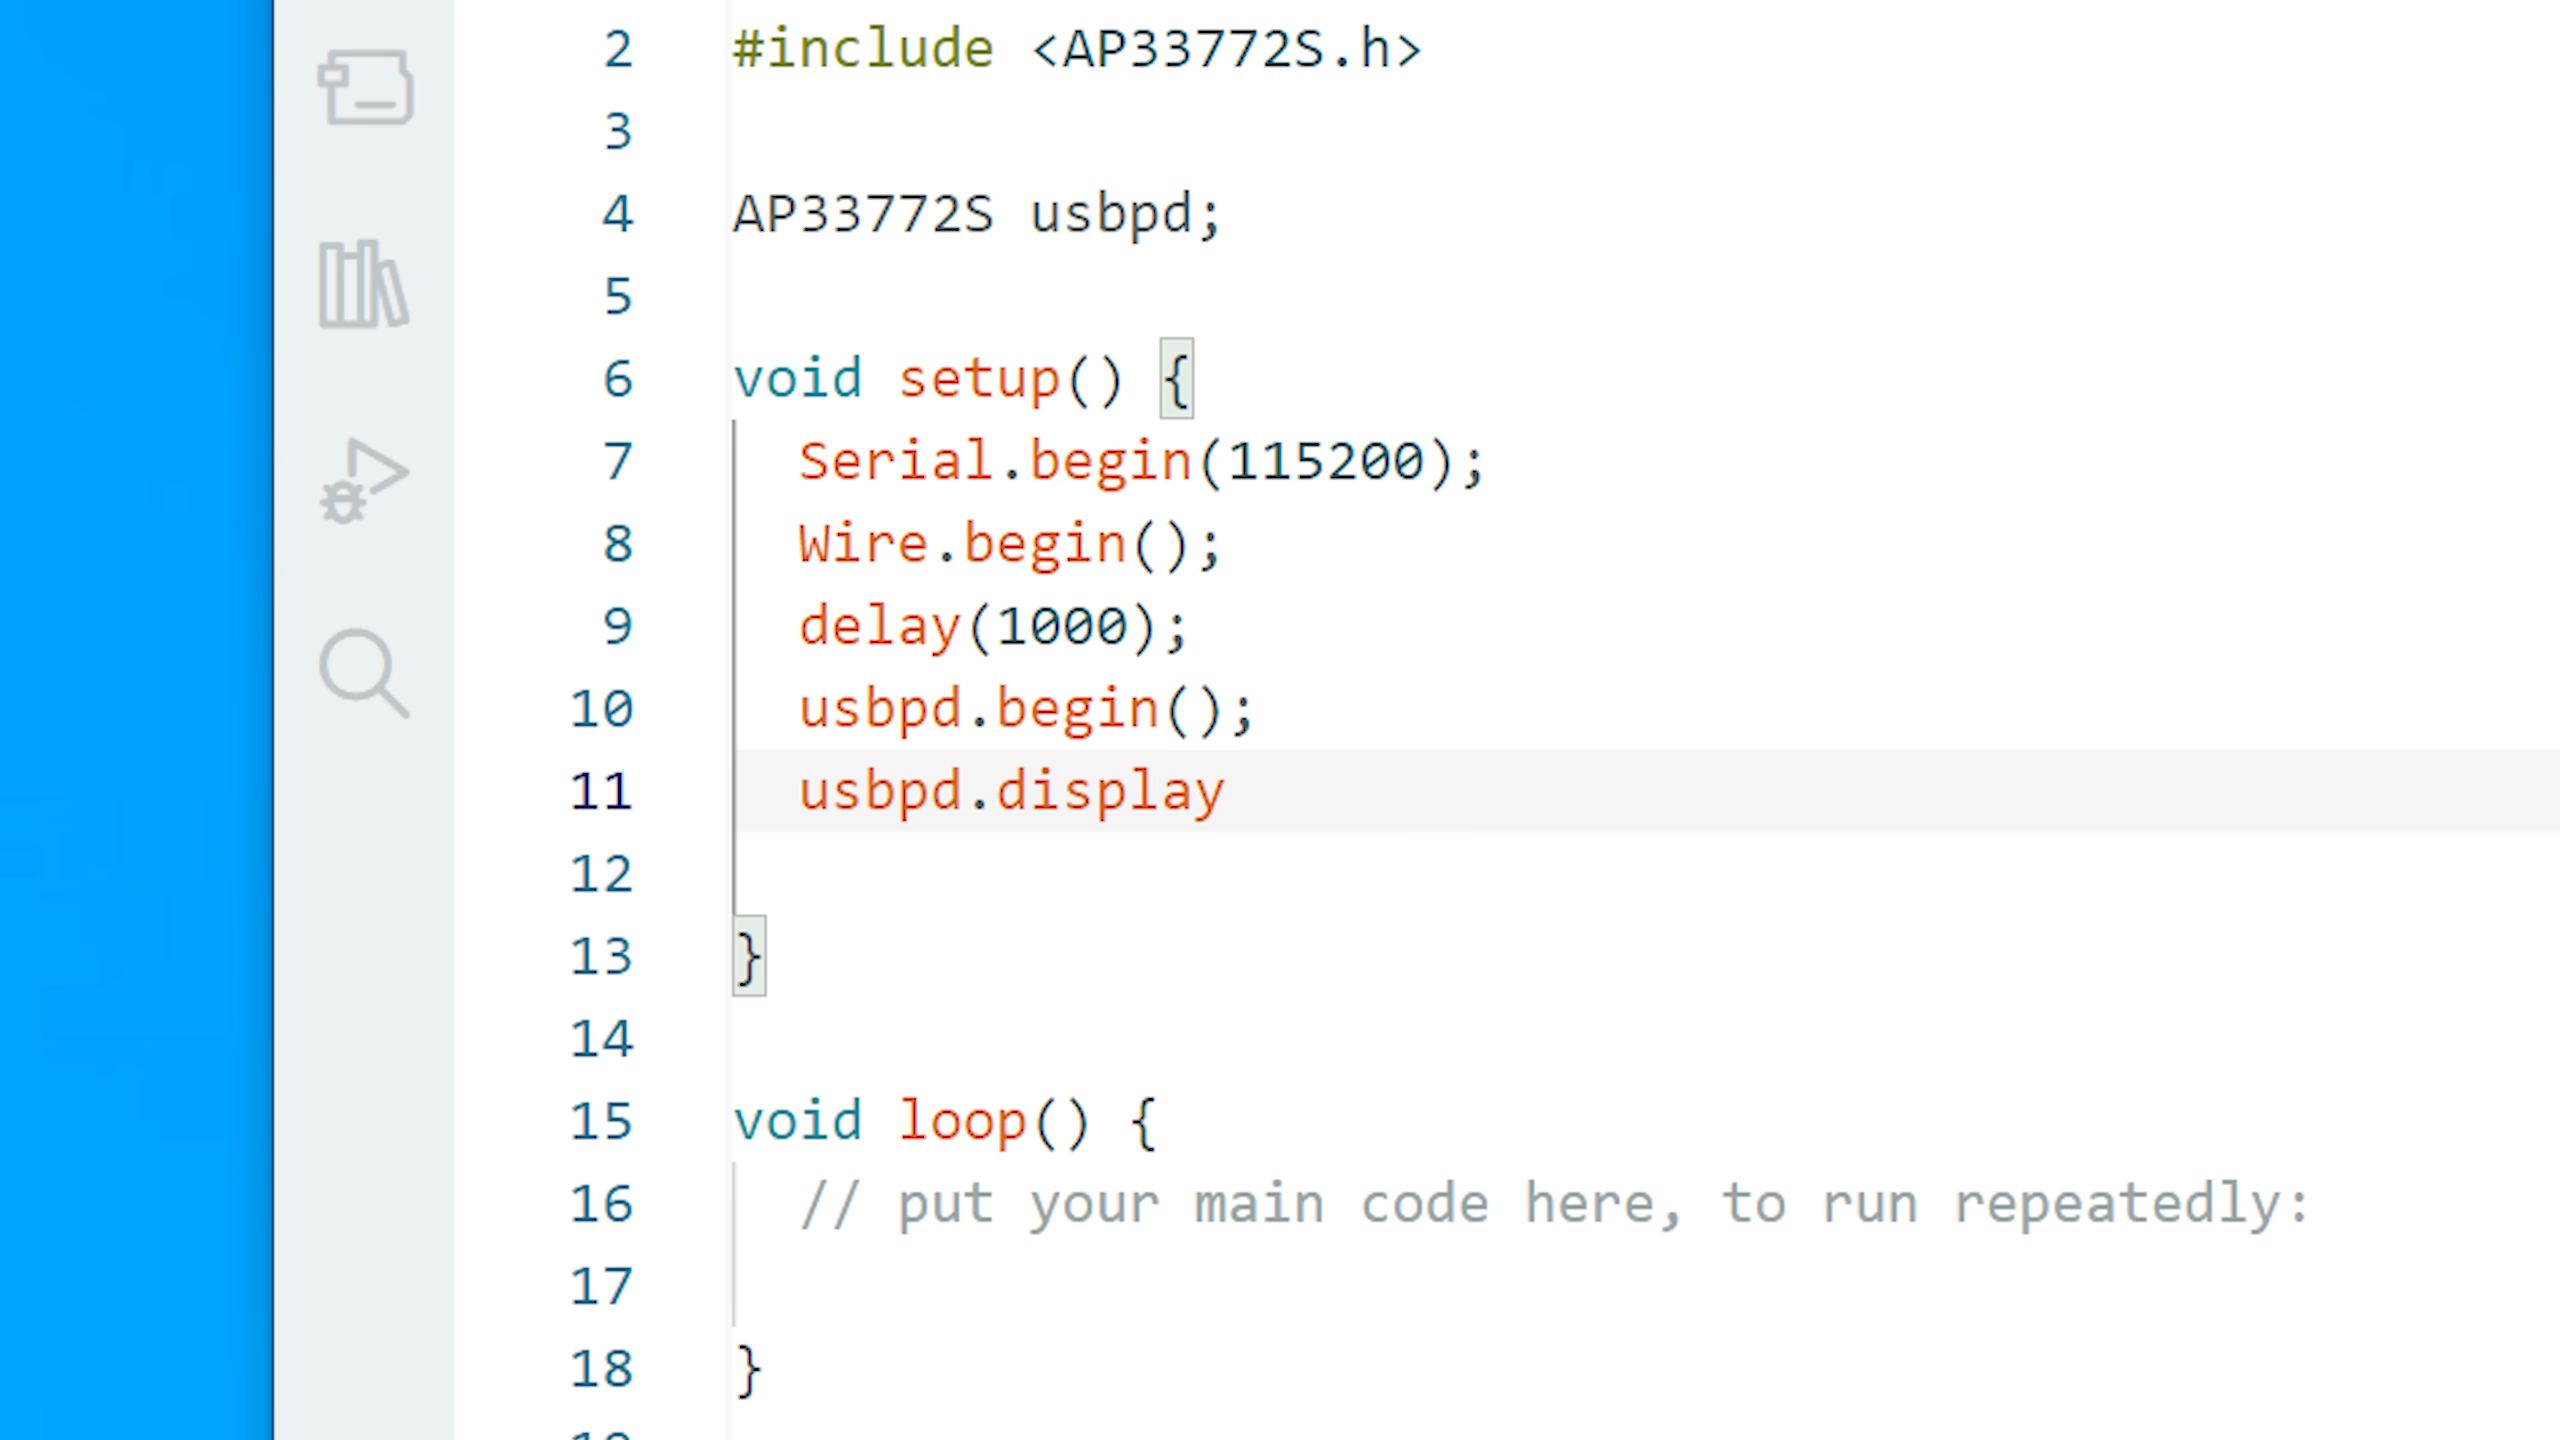 2 #include <AP33772S.h>
3
4 AP33772S usbpd;
5
6 void setup() {
7 Serial.begin(115200);
8 Wire.begin();
9 delay(1000);
10 usbpd.begin();
11 usbpd.display
12
13 }
14
15 void loop() {
16 // put your main code here, to run repeatedly:
17
18 }